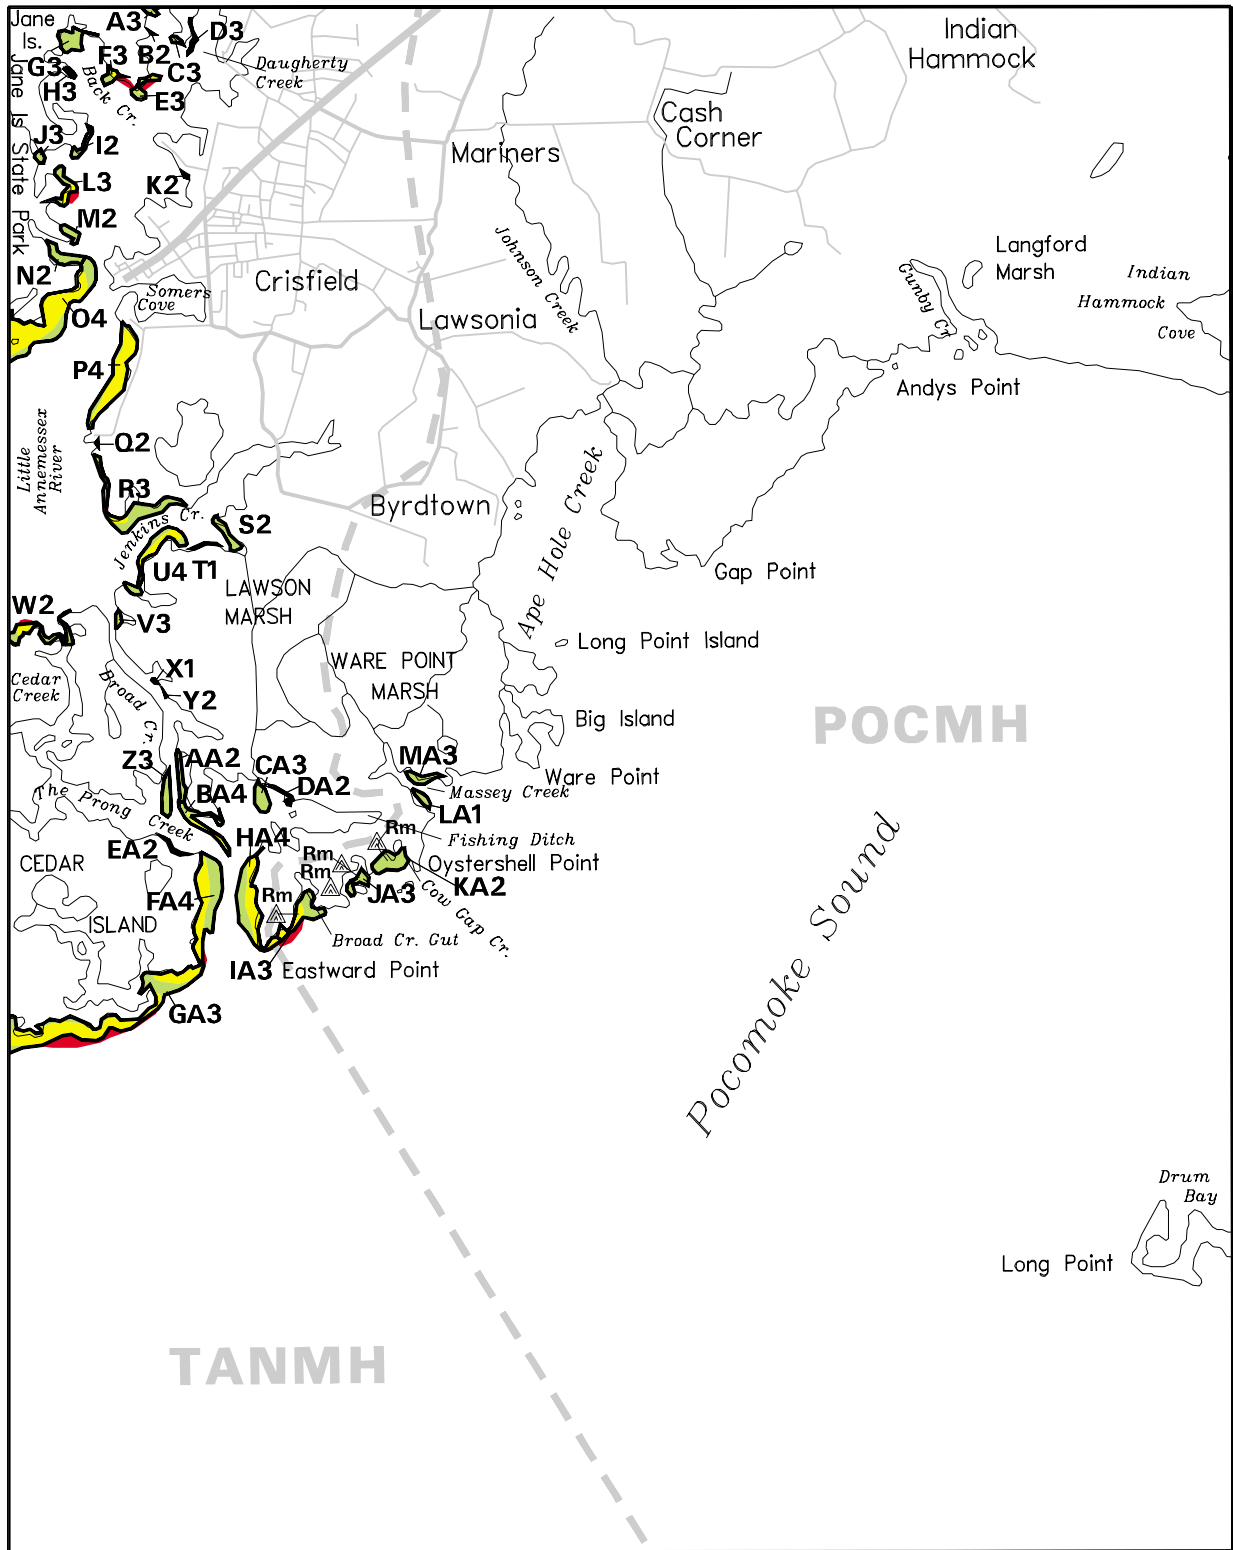 Jane
Is.
A3
D3
Indian
Hammock
F3
B2
G3
C3
Daugherty
Creek
H3
Back Cr.
E3
Jane Is State Park
Cash
Corner
J3
I2
Mariners
L3
K2
M2
Johnson Creek
Langford
Marsh
Gunby Cr
Indian
Hammock
Cove
N2
Crisfield
Somers
Cove
O4
Lawsonia
P4
Andys Point
Little
Annemessex
River
Q2
Ape Hole Creek
R3
Byrdtown
Jenkins Cr.
S2
U4
T1
Gap Point
LAWSON
MARSH
W2
V3
Long Point Island
WARE POINT
MARSH
X1
Cedar
Creek
Broad Cr.
Y2
Big Island
POCMH
Z3
AA2
CA3
MA3
Ware Point
DA2
BA4
Massey Creek
The Prong
Creek
LA1
HA4
Rm
Fishing Ditch
EA2
Rm
CEDAR
Oystershell Point
Rm
KA2
Cow Gap Cr.
FA4
Rm
JA3
ISLAND
Broad Cr. Gut
IA3
Eastward Point
GA3
Pocomoke Sound
Drum
Bay
Long Point
TANMH